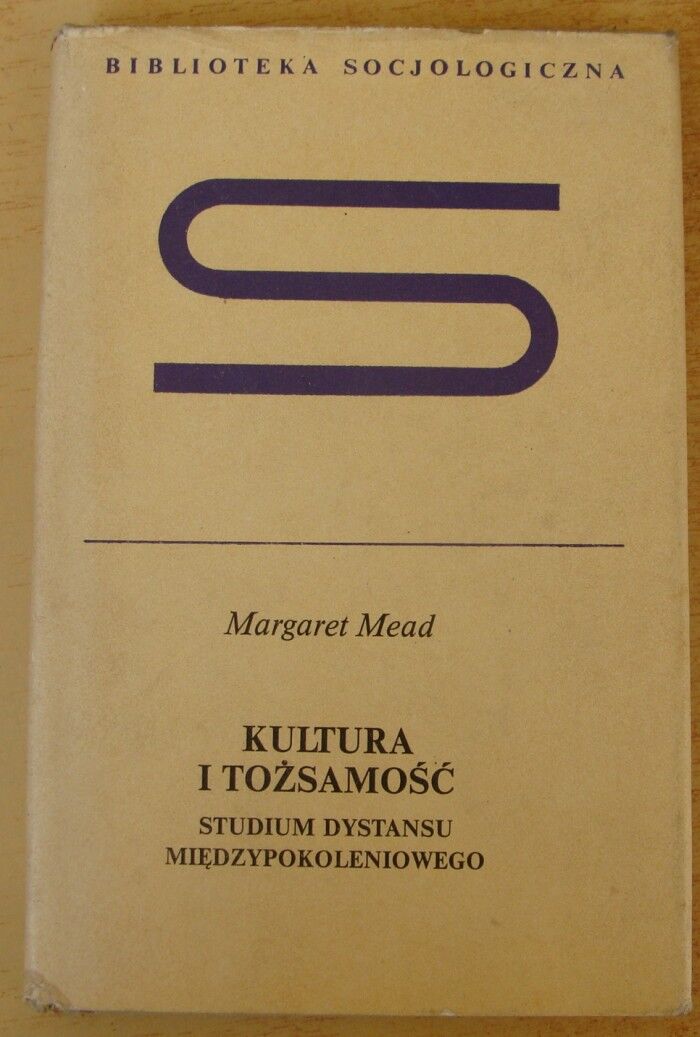 BIBLIOTEKA SOCJOLOGICZNA
Margaret Mead
KULTURA
I TOŻSAMOŚĆ
STUDIUM DYSTANSU
MIĘDZYPOKOLENIOWEGO